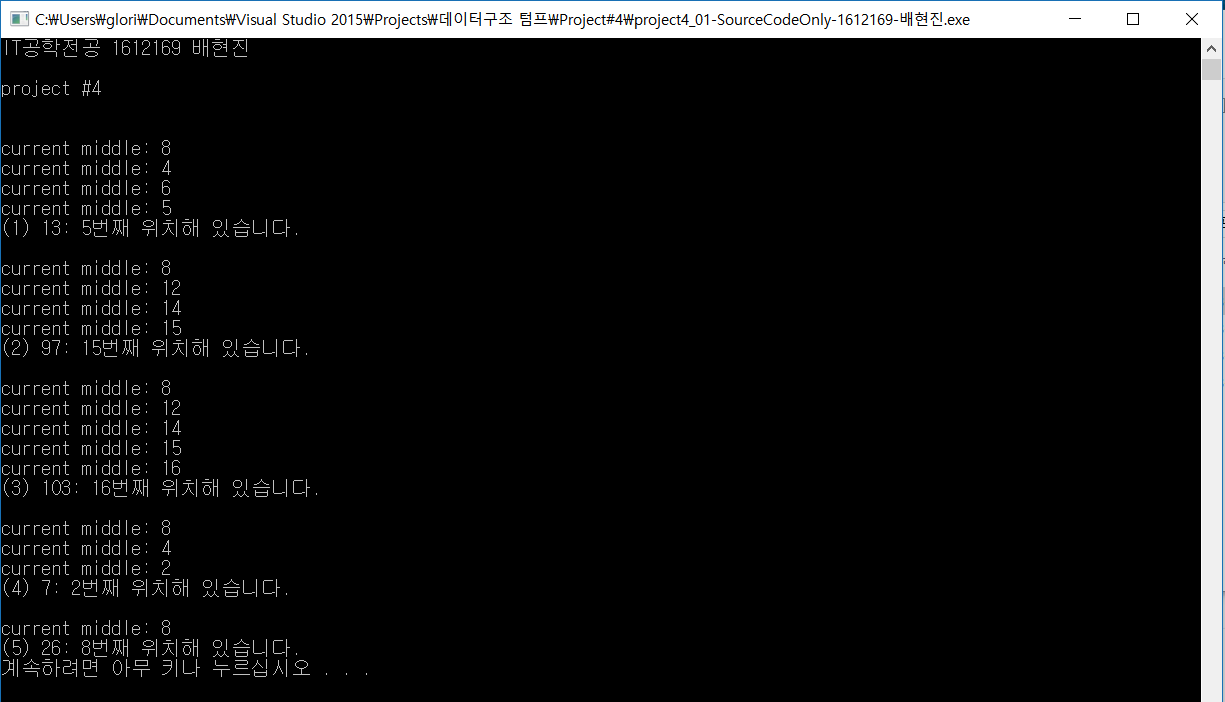 C:₩Users₩glori₩Documents₩Visual Studio 2015₩Projects₩데이터구조 텀프₩Project#4₩project4_01-SourceCodeOnly-1612169-배현진.exe
IT공학전공 1612169 배현진
project #4
current middle: 8
current middle: 4
current middle: 6
current middle: 5
(1) 13: 5번째 위치해 있습니다.
current middle: 8
current middle: 12
current middle: 14
current middle: 15
(2) 97: 15번째 위치해 있습니다.
current middle: 8
current middle: 12
current middle: 14
current middle: 15
current middle: 16
(3) 103: 16번째 위치해 있습니다.
current middle: 8
current middle: 4
current middle: 2
(4) 7: 2번째 위치해 있습니다.
current middle: 8
(5) 26: 8번째 위치해 있습니다.
계속하려면 아무 키나 누르십시오 . . .